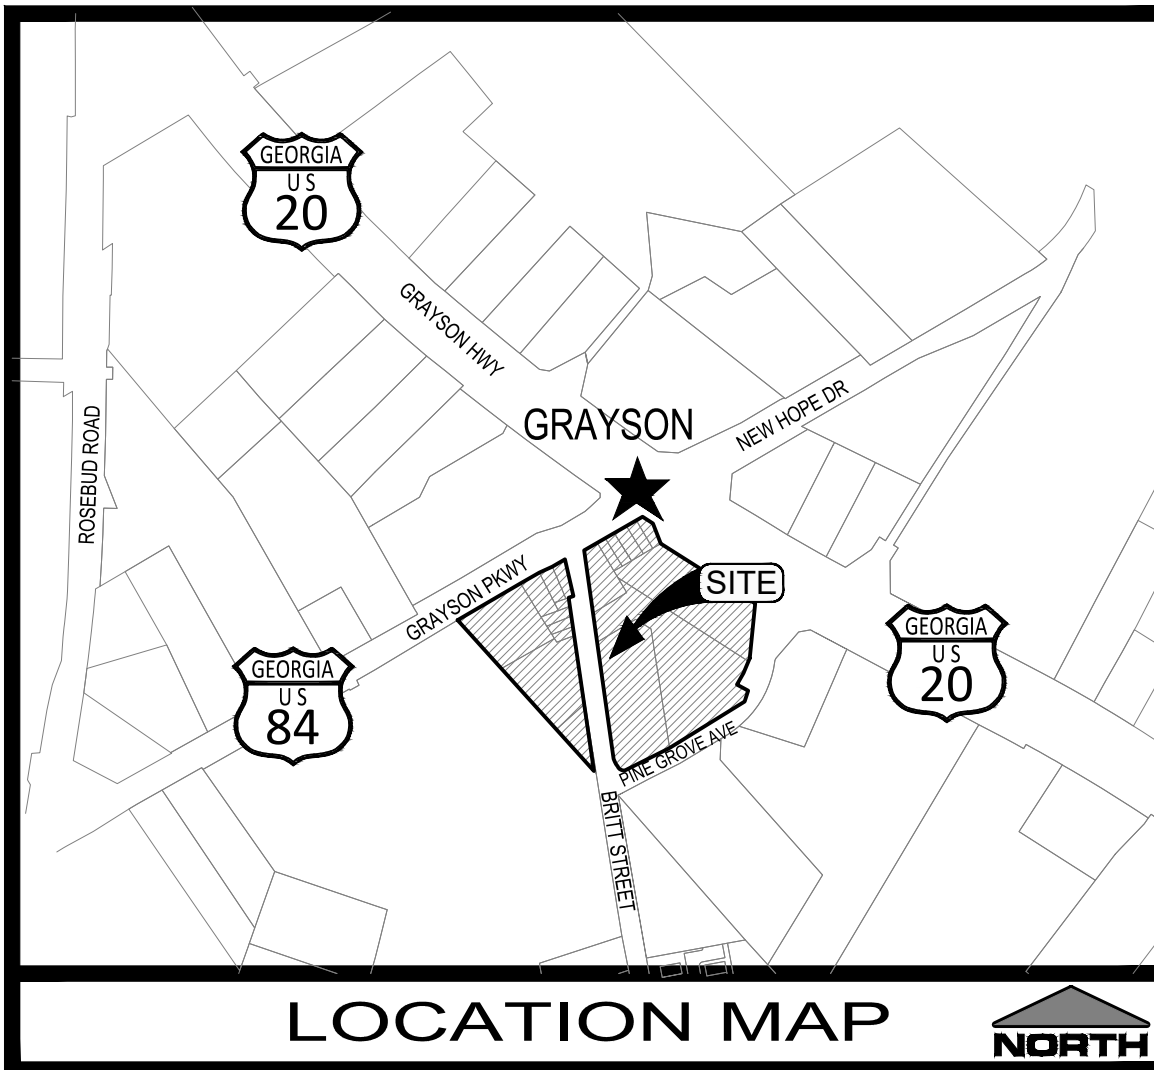 GEORGIA
US
20
GRAYSON HWY
GRAYSON
NEW HOPE DR
ROSEBUD ROAD
GRAYSON PKWY
SITE
GEORGIA
US
20
GEORGIA
US
84
PINE GROVE AVE
BRITT STREET
LOCATION MAP
NORTH